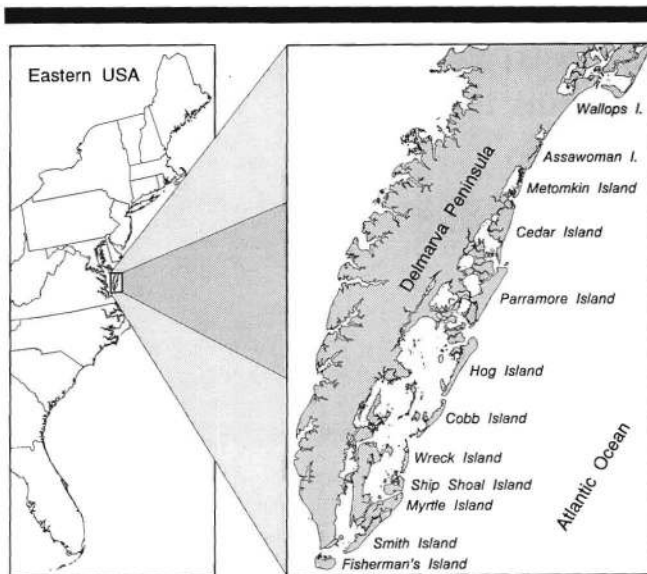 Eastern USA
Wallops I.
Assawoman I.
Metomkin Island
Delmarva Peninsula
Cedar Island
Parramore Island
Hog Island
Cobb Island
Wreck Island
Ship Shoal Island
Myrtle Island
Atlantic Ocean
Smith Island
Fisherman's Island